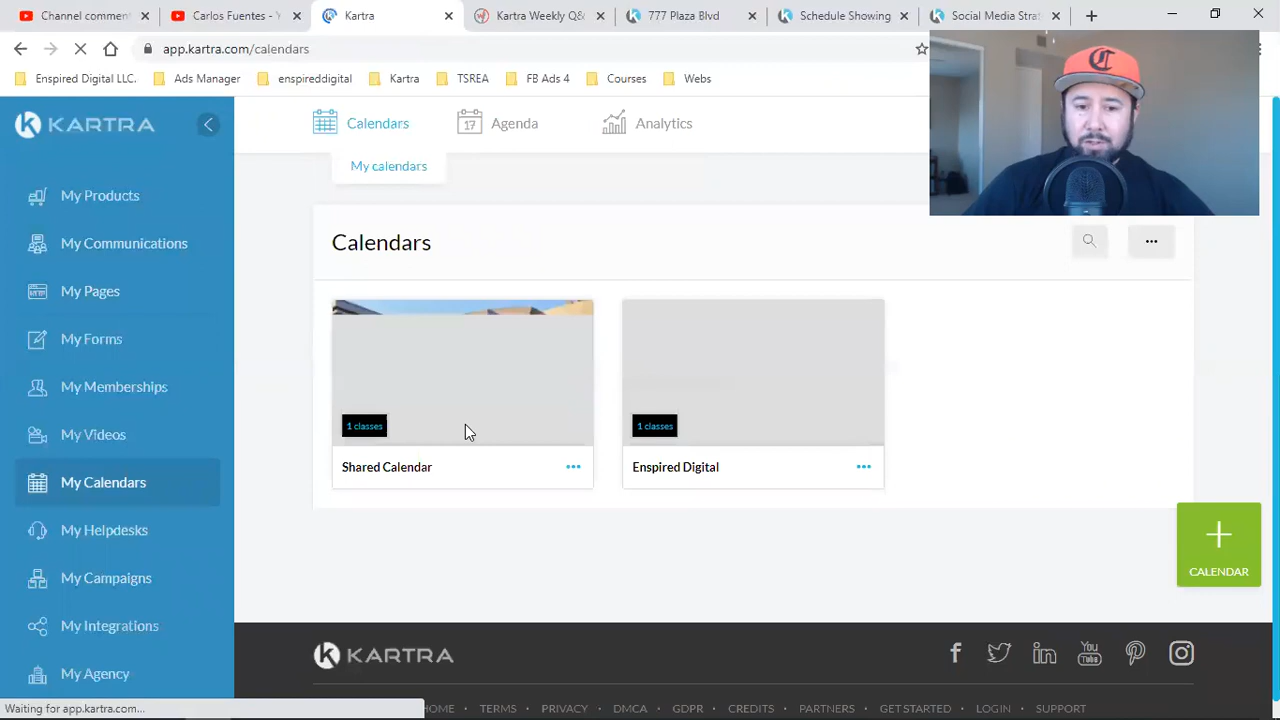 Channel comment
Carlos Fuentes - Y
Kartra
Kartra Weekly Q&
777 Plaza Blvd
Schedule Showing
Social Media Stra
app.kartra.com/calendars
Enspired Digital LLC.
Ads Manager
enspireddigital
Kartra
TSREA
FB Ads 4
Courses
Webs
KARTRA
Calendars
17
Agenda
Analytics
My calendars
My Products
My Communications
My Pages
My Forms
My Memberships
My Videos
My Calendars
My Helpdesks
My Campaigns
My Integrations
My Agency
Calendars
1 classes
1 classes
Shared Calendar
Enspired Digital
CALENDAR
KARTRA
You
Tube
Waiting for app.kartra.com...
HOME TERMS PRIVACY DMCA GDPR CREDITS PARTNERS GET STARTED LOGIN SUPPORT